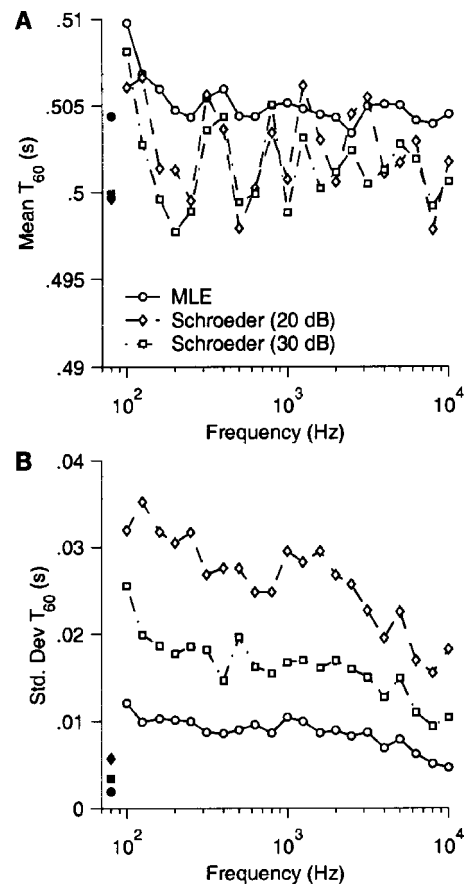 A
.51
.505
.5
.495
.49
Mean T60 (s)
MLE
Schroeder (20 dB)
Schroeder (30 dB)
10^2
10^3
10^4
Frequency (Hz)
B
.04
.03
.02
.01
0
Std. Dev T60 (s)
10^2
10^3
10^4
Frequency (Hz)